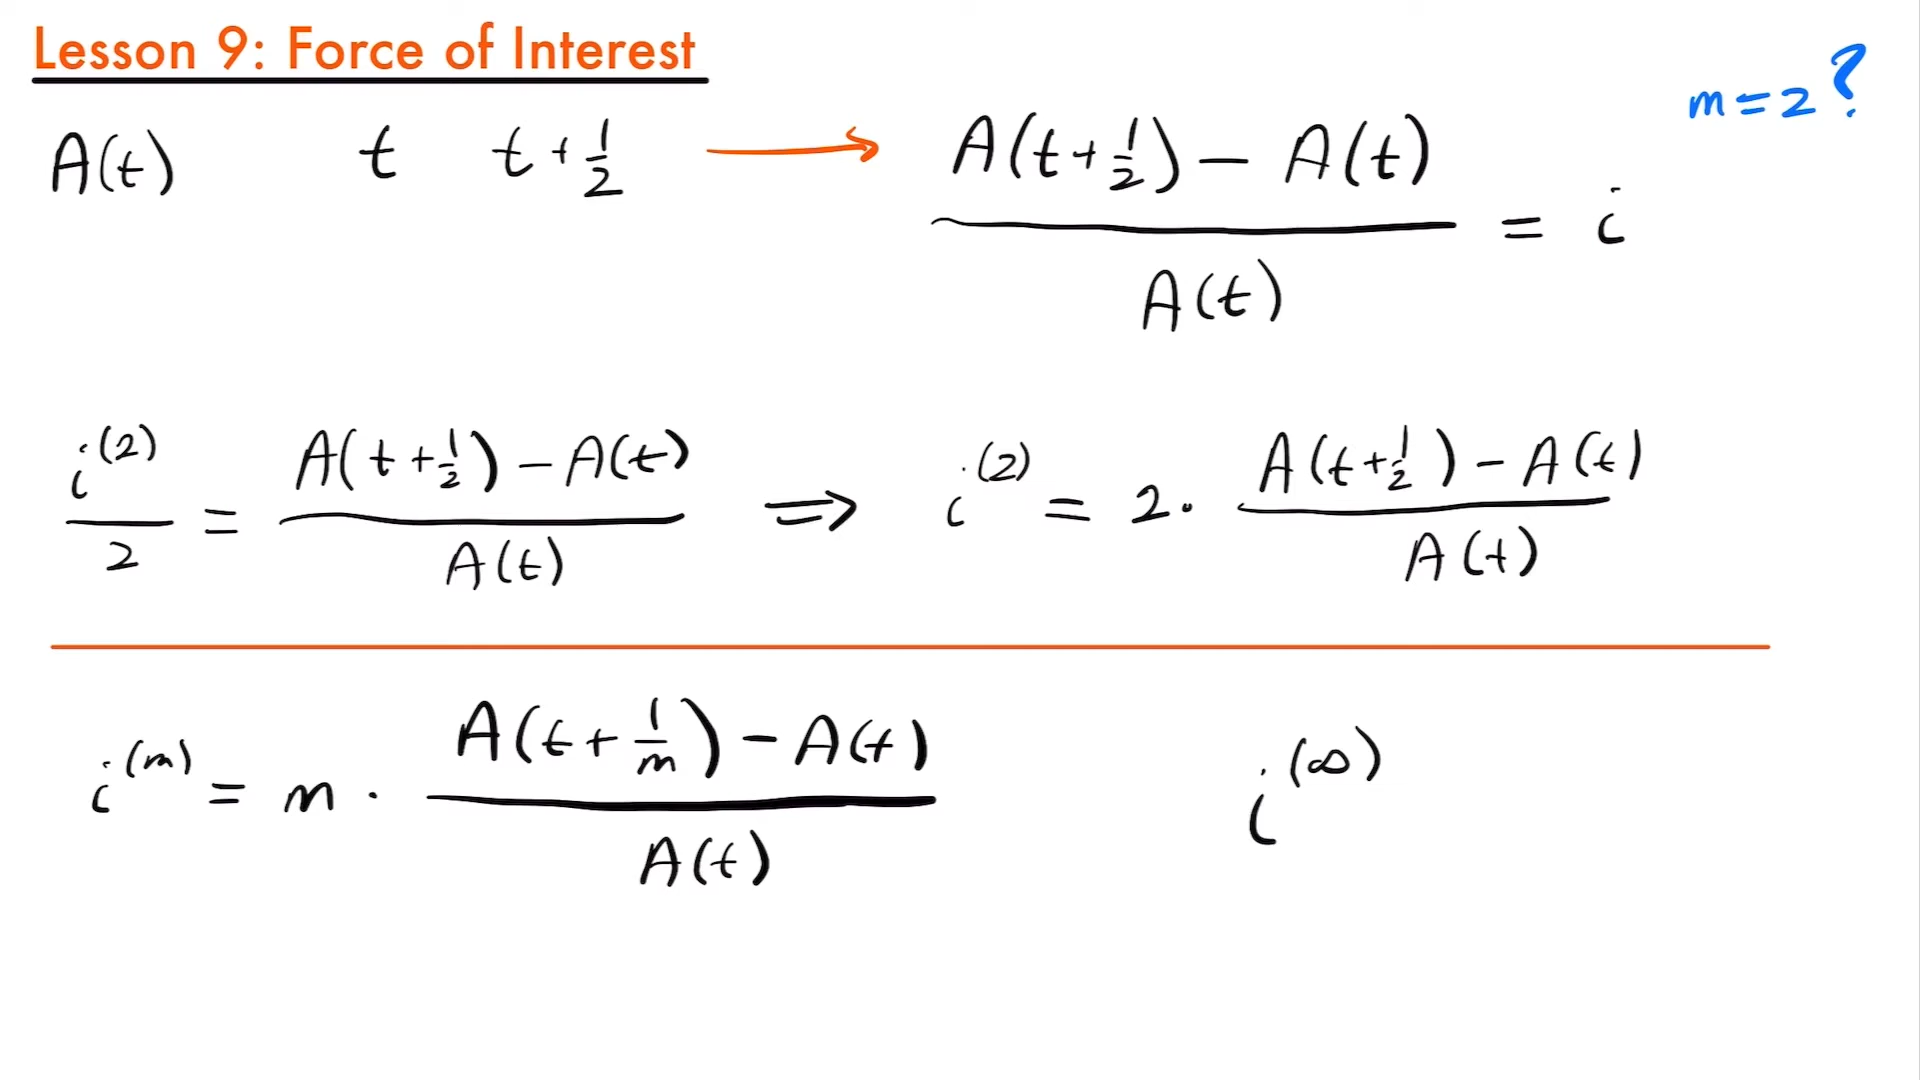 Lesson 9: Force of Interest
m = 2 ?
A(t) t t + 1/2 → (A(t + 1/2) − A(t)) / A(t) = i
i^(2) / 2 = (A(t + 1/2) − A(t)) / A(t) ⇒ i^(2) = 2 · (A(t + 1/2) − A(t)) / A(t)
i^(m) = m · (A(t + 1/m) − A(t)) / A(t) i^(∞)